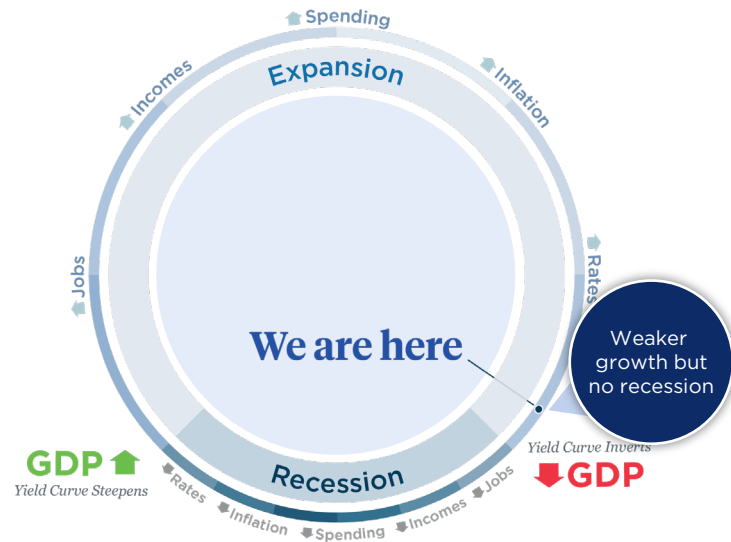 Spending
Expansion
Incomes
Inflation
Jobs
Rates
We are here
Weaker
growth but
no recession
GDP
Yield Curve Steepens
Yield Curve Inverts
GDP
Recession
Rates
Inflation
Spending
Incomes
Jobs